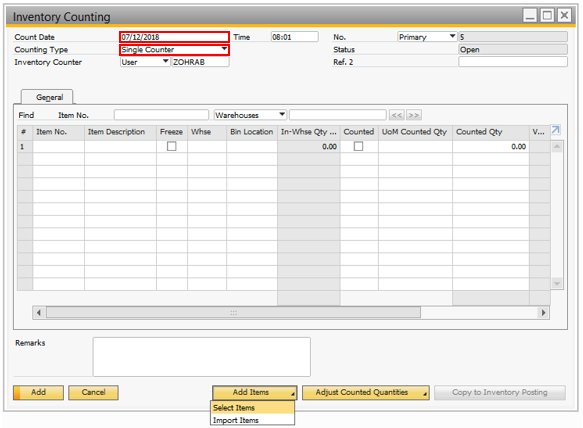 Inventory Counting
Count Date 07/12/2018 Time 08:01 No. Primary 5
Counting Type Single Counter Status Open
Inventory Counter User ZOHRAB Ref. 2
General
Find Item No. Warehouses << >>
# Item No. Item Description Freeze Whse Bin Location In-Whse Qty ... Counted UoM Counted Qty Counted Qty V...
1 0.00 0.00
Remarks
Add Cancel Add Items Adjust Counted Quantities Copy to Inventory Posting
Select Items
Import Items